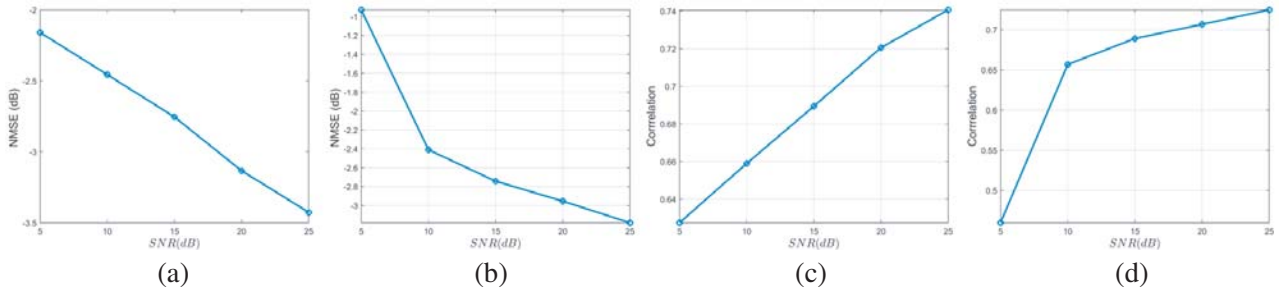 -2
-2.5
-3
-3.5
NMSE (dB)
5 10 15 20 25
SNR(dB)
(a)
-1
-1.2
-1.4
-1.6
-1.8
-2
-2.2
-2.4
-2.6
-2.8
-3
NMSE (dB)
5 10 15 20 25
SNR(dB)
(b)
0.74
0.72
0.7
0.68
0.66
0.64
Corrrelation
5 10 15 20 25
SNR(dB)
(c)
0.7
0.65
0.6
0.55
0.5
Corrrelation
5 10 15 20 25
SNR(dB)
(d)